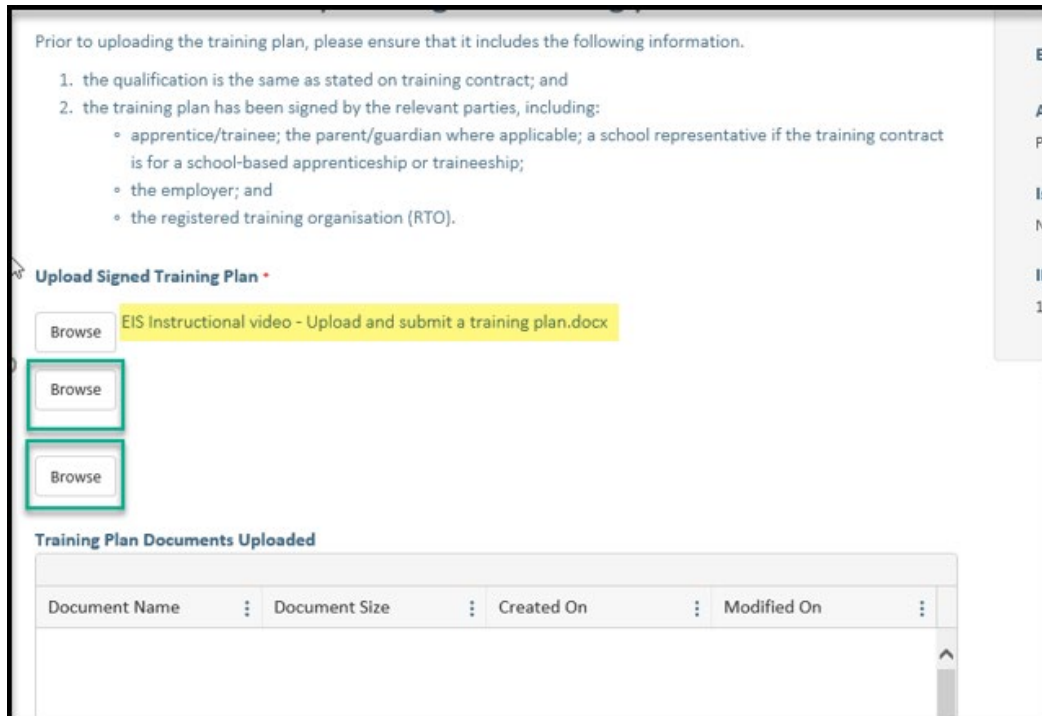 Prior to uploading the training plan, please ensure that it includes the following information.
1. the qualification is the same as stated on training contract; and
2. the training plan has been signed by the relevant parties, including:
apprentice/trainee; the parent/guardian where applicable; a school representative if the training contract
is for a school-based apprenticeship or traineeship;
the employer; and
the registered training organisation (RTO).
Upload Signed Training Plan *
Browse EIS Instructional video - Upload and submit a training plan.docx
Browse
Browse
Training Plan Documents Uploaded
Document Name Document Size Created On Modified On